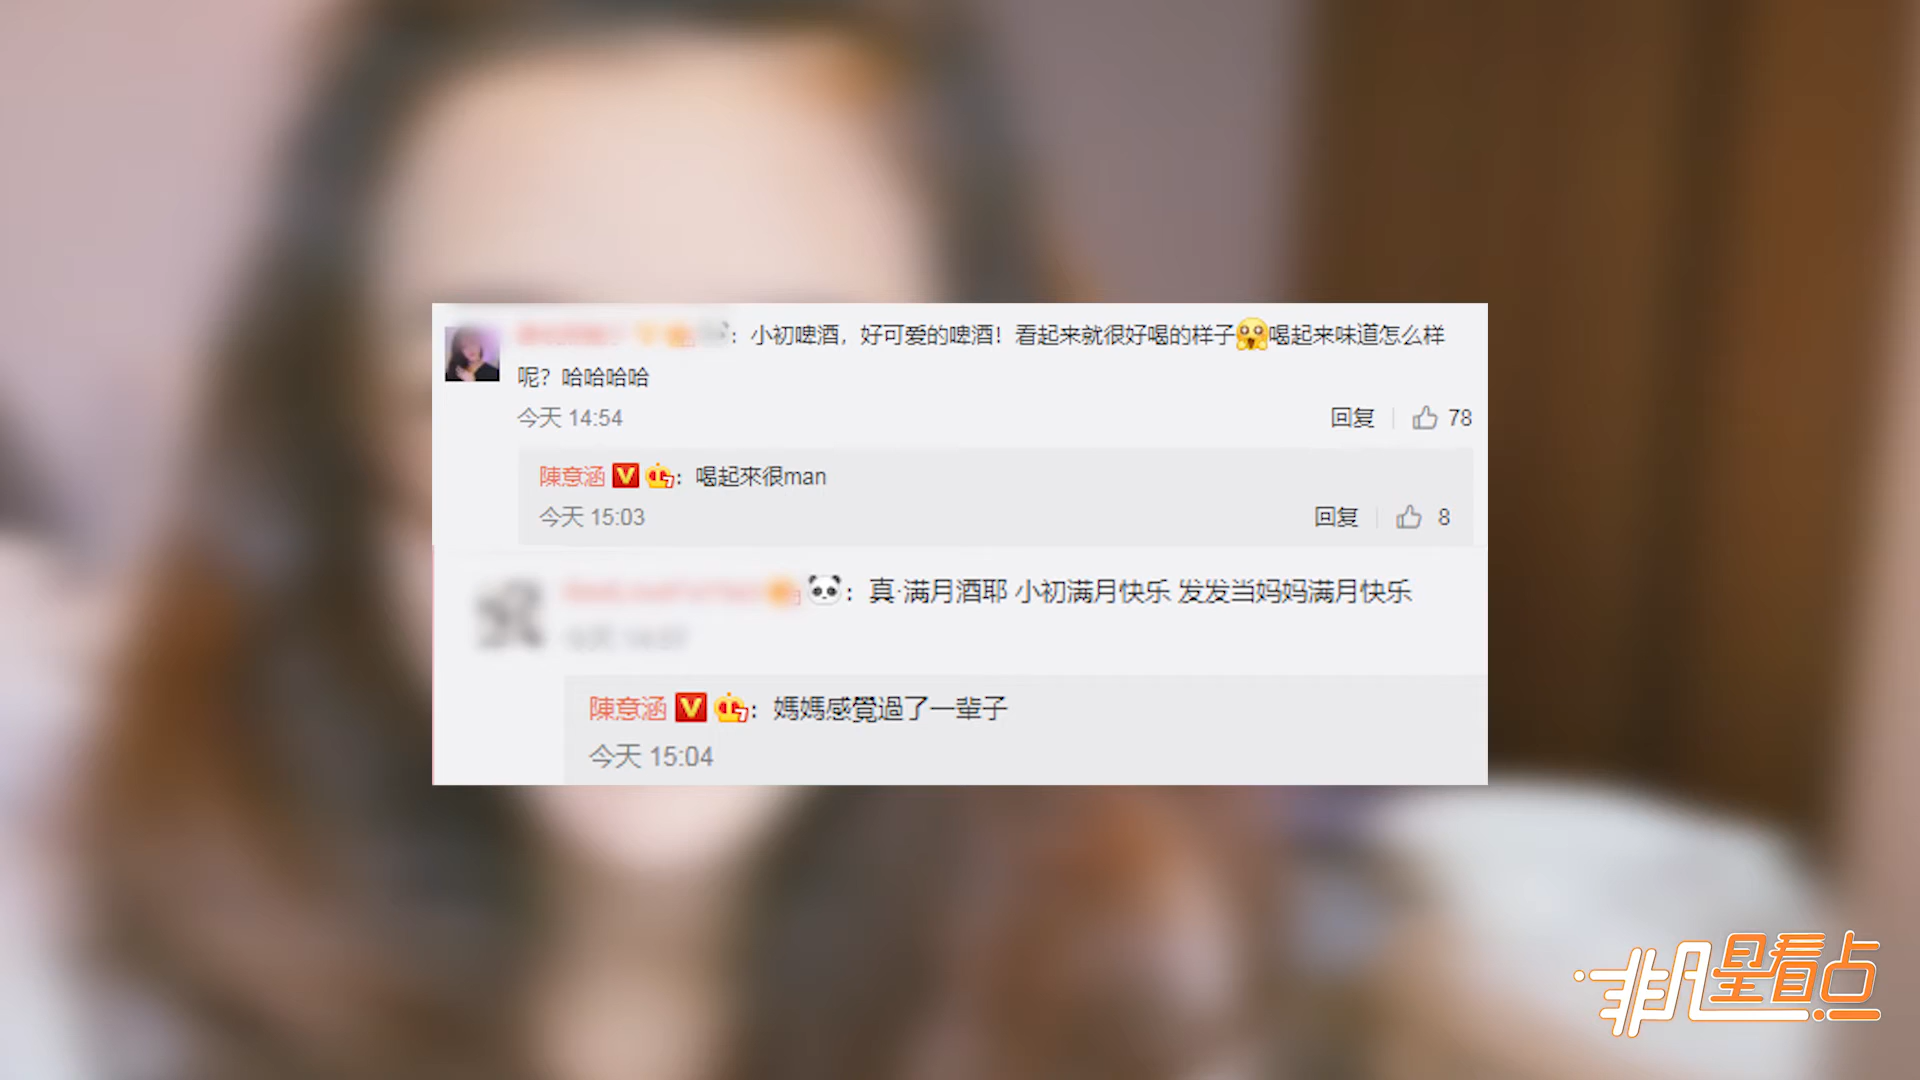 ：小初啤酒，好可爱的啤酒！看起来就很好喝的样子喝起来味道怎么样
呢？哈哈哈哈
今天 14:54
回复 78
陳意涵：喝起來很man
今天 15:03
回复 8
：真·满月酒耶 小初满月快乐 发发当妈妈满月快乐
陳意涵：媽媽感覺過了一辈子
今天 15:04
非凡星看点